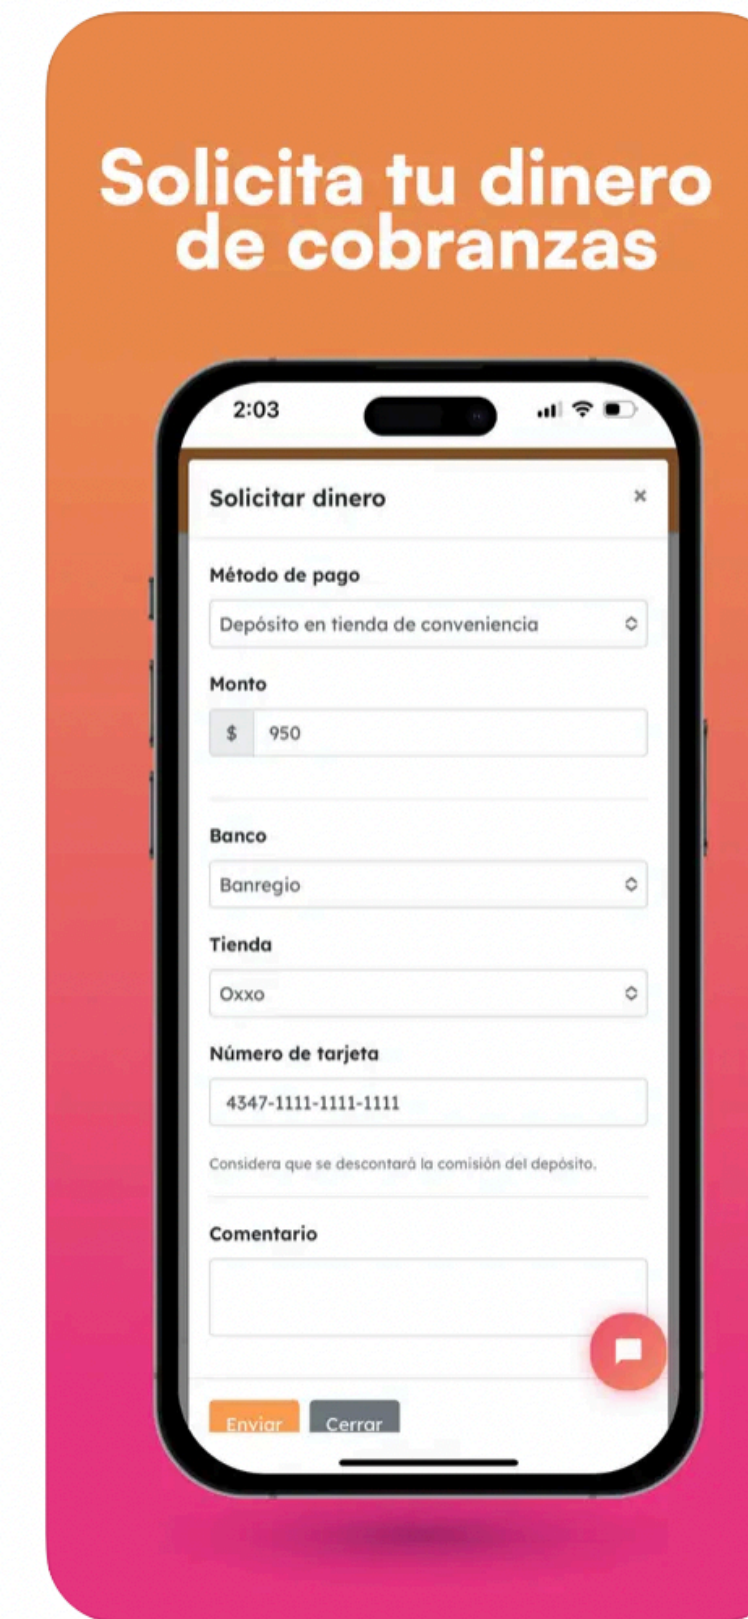 Solicita tu dinero
de cobranzas
2:03
Solicitar dinero ×
Método de pago
Depósito en tienda de conveniencia
Monto
$ 950
Banco
Banregio
Tienda
Oxxo
Número de tarjeta
4347-1111-1111-1111
Considera que se descontará la comisión del depósito.
Comentario
Enviar Cerrar